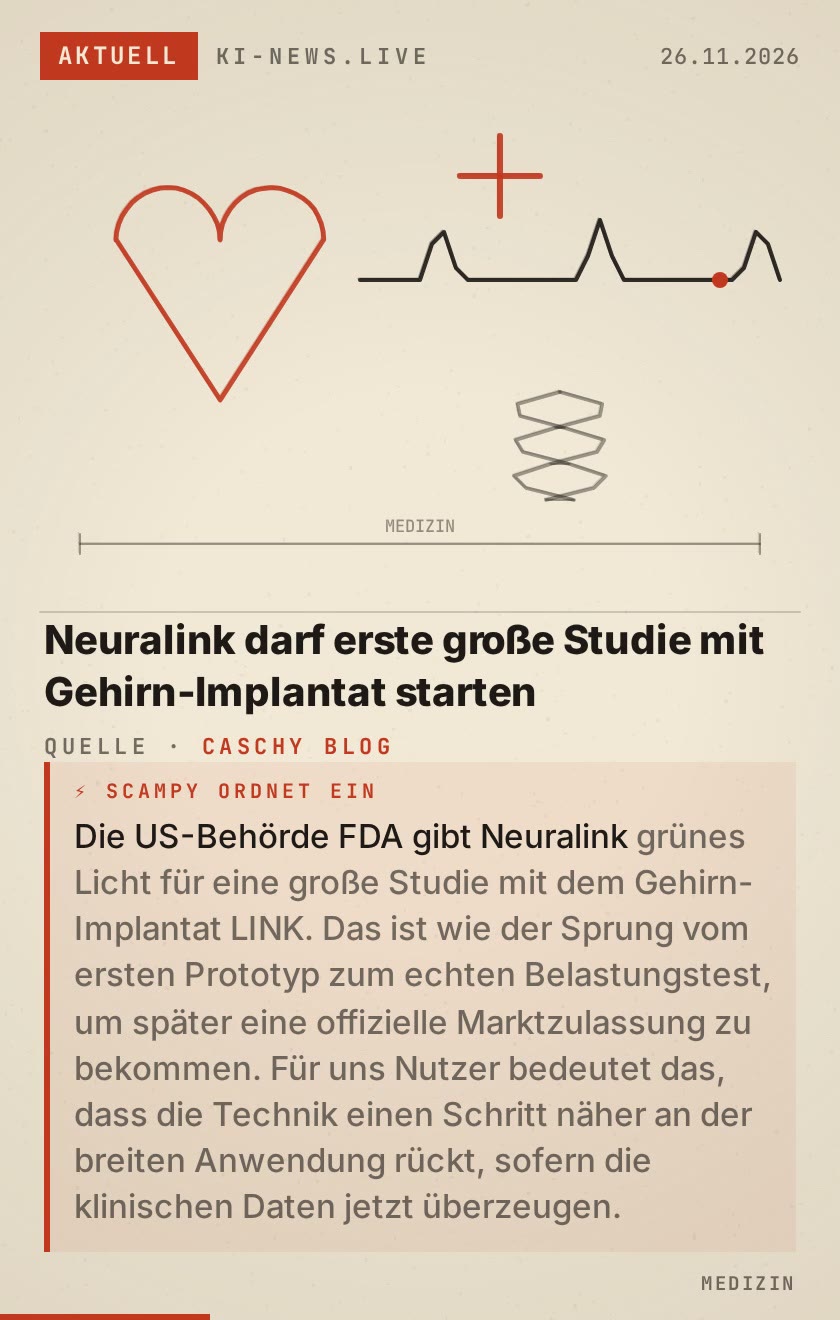 AKTUELL KI-NEWS.LIVE 26.11.2026
MEDIZIN
Neuralink darf erste große Studie mit
Gehirn-Implantat starten
QUELLE · CASCHY BLOG
⚡ SCAMPY ORDNET EIN
Die US-Behörde FDA gibt Neuralink grünes
Licht für eine große Studie mit dem Gehirn-
Implantat LINK. Das ist wie der Sprung vom
ersten Prototyp zum echten Belastungstest,
um später eine offizielle Marktzulassung zu
bekommen. Für uns Nutzer bedeutet das,
dass die Technik einen Schritt näher an der
breiten Anwendung rückt, sofern die
klinischen Daten jetzt überzeugen.
MEDIZIN